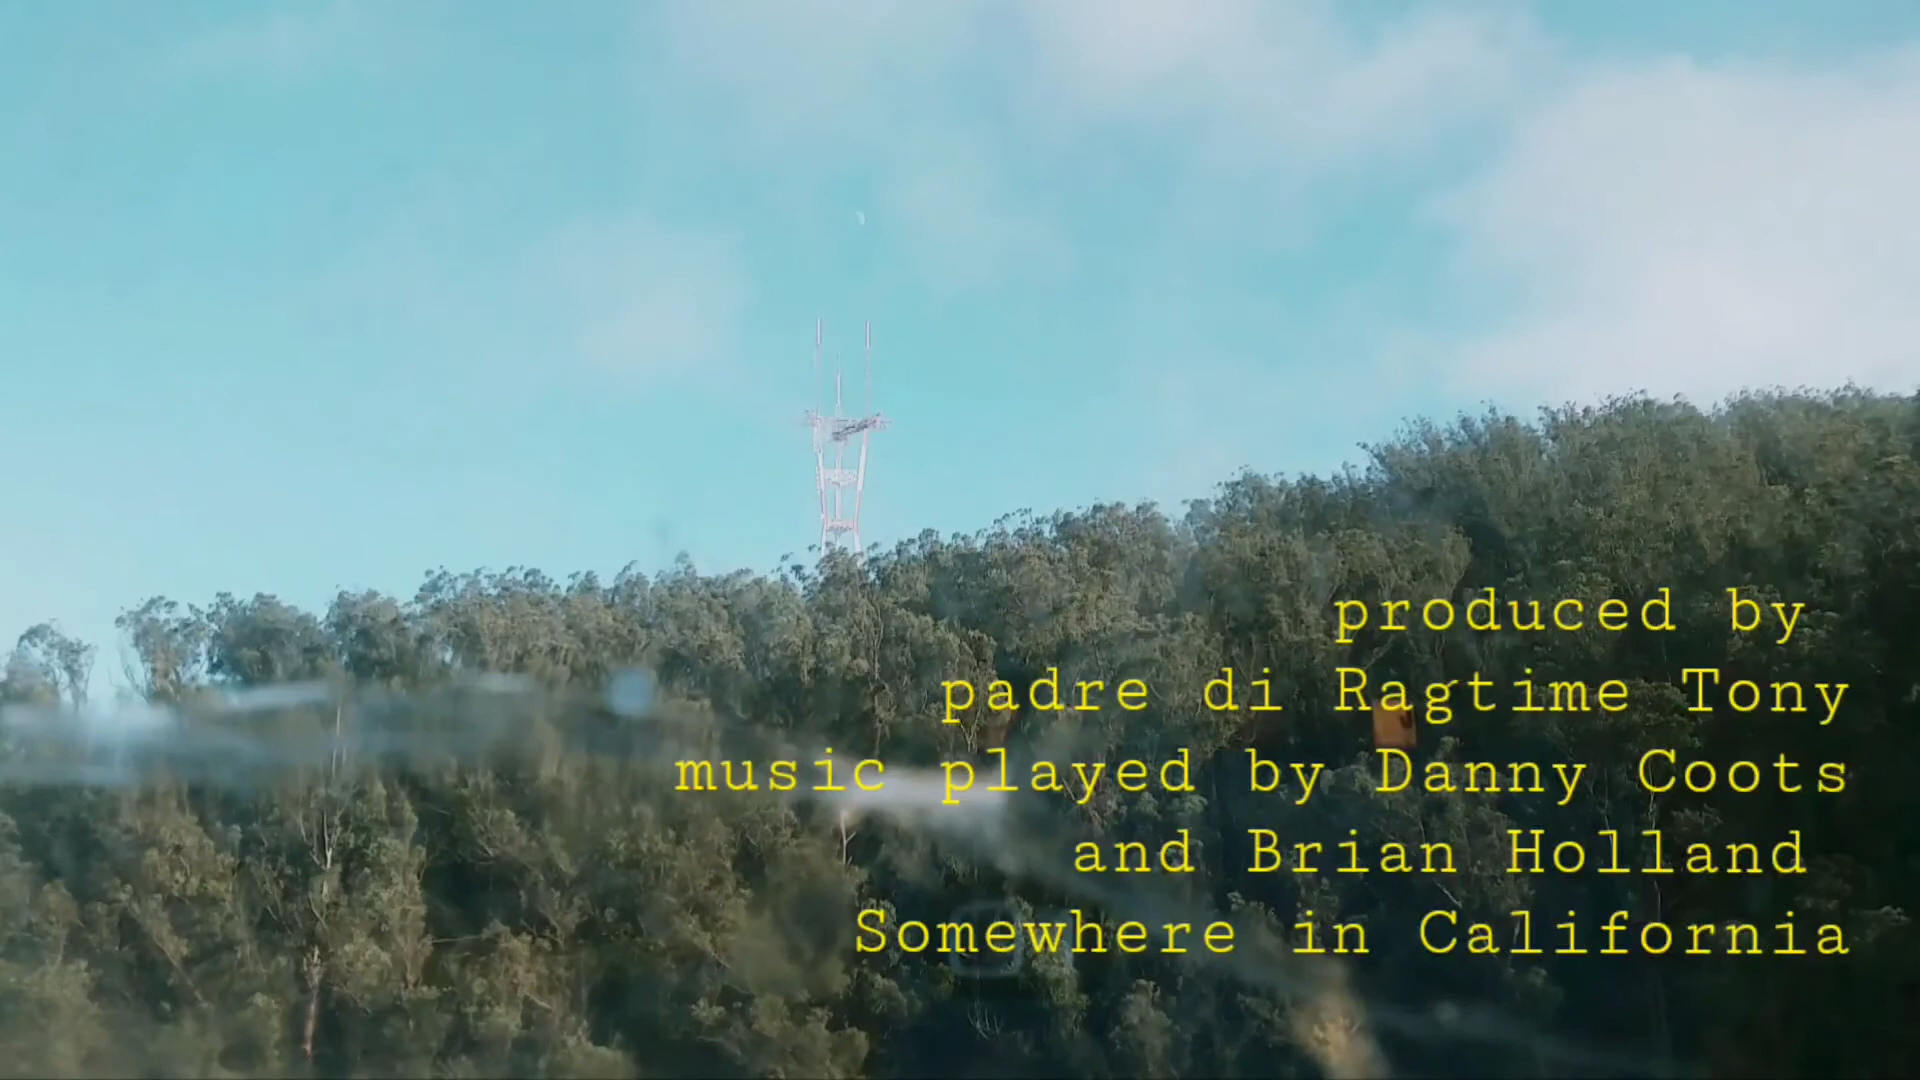 produced by
padre di Ragtime Tony
music played by Danny Coots
and Brian Holland
Somewhere in California